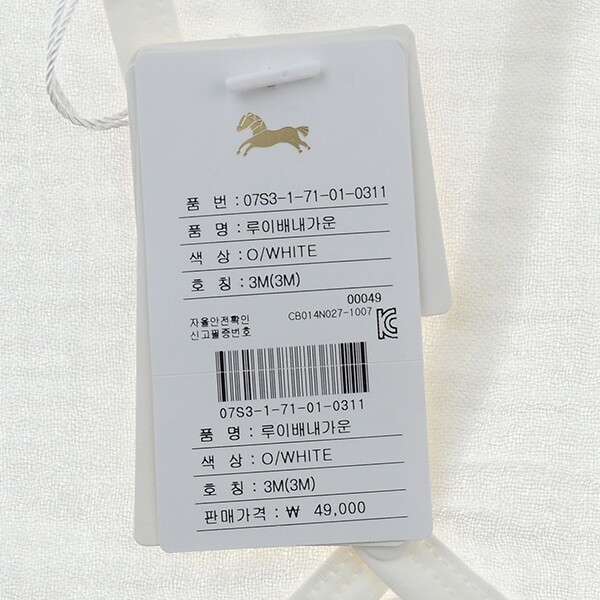 품 번 : 07S3-1-71-01-0311
품 명 : 루이배내가운
색 상 : O/WHITE
호 칭 : 3M(3M)
00049
자율안전확인 CB014N027-1007
신고필증번호
07S3-1-71-01-0311
품 명 : 루이배내가운
색 상 : O/WHITE
호 칭 : 3M(3M)
판매가격 : ₩ 49,000